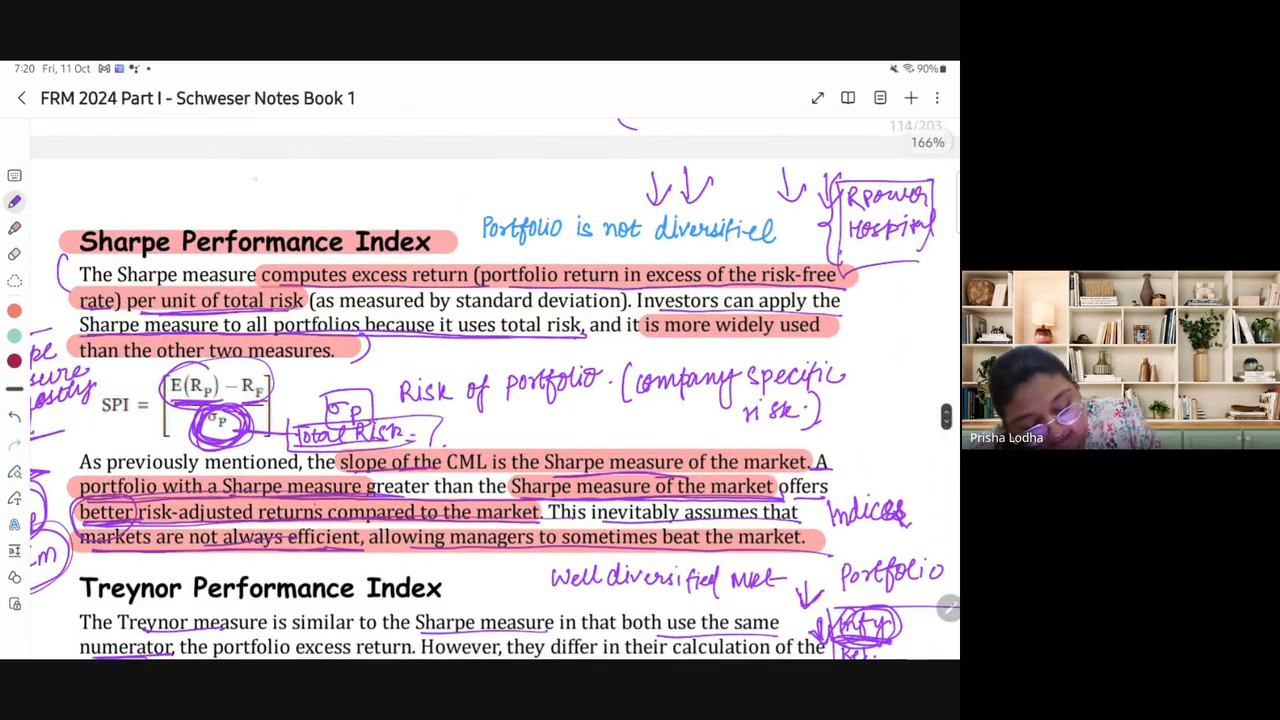 7:20 Fri, 11 Oct
90%
FRM 2024 Part I - Schweser Notes Book 1
114/203
166%
Rpower
Hospital
Portfolio is not diversified
Sharpe Performance Index
The Sharpe measure computes excess return (portfolio return in excess of the risk-free
rate) per unit of total risk (as measured by standard deviation). Investors can apply the
Sharpe measure to all portfolios because it uses total risk, and it is more widely used
than the other two measures.
SPI = [E(RP) – RF / σP]
σP
Total Risk
Risk of portfolio. (company specific
risk.)
As previously mentioned, the slope of the CML is the Sharpe measure of the market. A
portfolio with a Sharpe measure greater than the Sharpe measure of the market offers
better risk-adjusted returns compared to the market. This inevitably assumes that
markets are not always efficient, allowing managers to sometimes beat the market.
Indices
Well diversified
Portfolio
Treynor Performance Index
The Treynor measure is similar to the Sharpe measure in that both use the same
numerator, the portfolio excess return. However, they differ in their calculation of the
Prisha Lodha